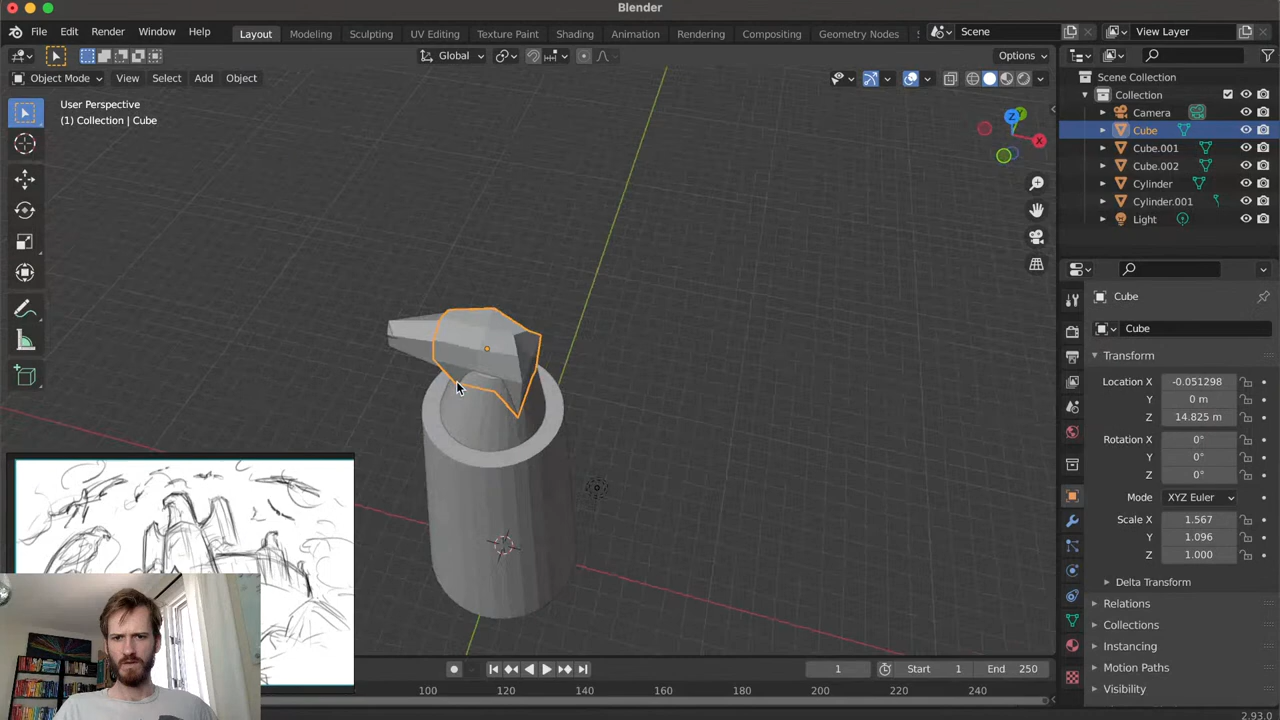 Blender
File Edit Render Window Help
Layout Modeling Sculpting UV Editing Texture Paint Shading Animation Rendering Compositing Geometry Nodes
Scene
View Layer
Global
Options
Object Mode View Select Add Object
User Perspective
(1) Collection | Cube
Z
Y
X
Scene Collection
Collection
Camera
Cube
Cube.001
Cube.002
Cylinder
Cylinder.001
Light
Cube
Cube
Transform
Location X -0.051298
Y 0 m
Z 14.825 m
Rotation X 0°
Y 0°
Z 0°
Mode XYZ Euler
Scale X 1.567
Y 1.096
Z 1.000
Delta Transform
Relations
Collections
Instancing
Motion Paths
Visibility
1 Start 1 End 250
100 120 140 160 180 200 220 240
2.93.0